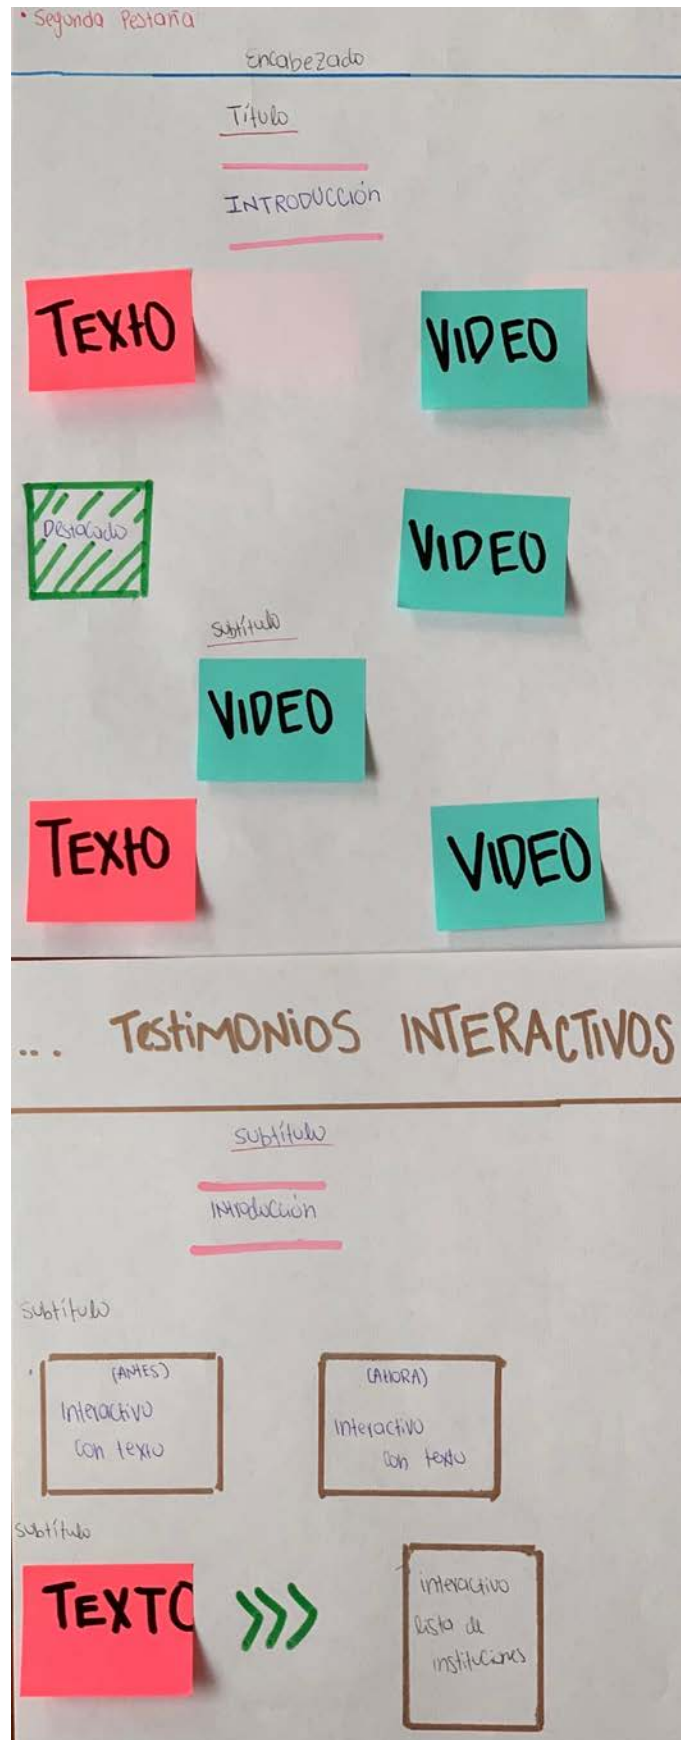 • Segunda Pestaña
Encabezado
Título
INTRODUCCIÓN
TEXTO
VIDEO
Destacado
VIDEO
subtítulo
VIDEO
TEXTO
VIDEO
... TESTIMONIOS INTERACTIVOS
subtítulo
INtroducción
subtítulo
(ANTES)
Interactivo
con texto
(AHORA)
Interactivo
con texto
subtítulo
TEXTO
interactivo
lista de
instituciones